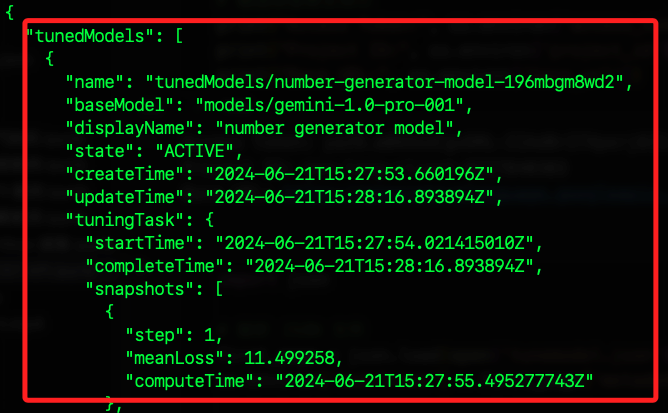 {
"tunedModels": [
{
"name": "tunedModels/number-generator-model-196mbgm8wd2",
"baseModel": "models/gemini-1.0-pro-001",
"displayName": "number generator model",
"state": "ACTIVE",
"createTime": "2024-06-21T15:27:53.660196Z",
"updateTime": "2024-06-21T15:28:16.893894Z",
"tuningTask": {
"startTime": "2024-06-21T15:27:54.021415010Z",
"completeTime": "2024-06-21T15:28:16.893894Z",
"snapshots": [
{
"step": 1,
"meanLoss": 11.499258,
"computeTime": "2024-06-21T15:27:55.495277743Z"
},